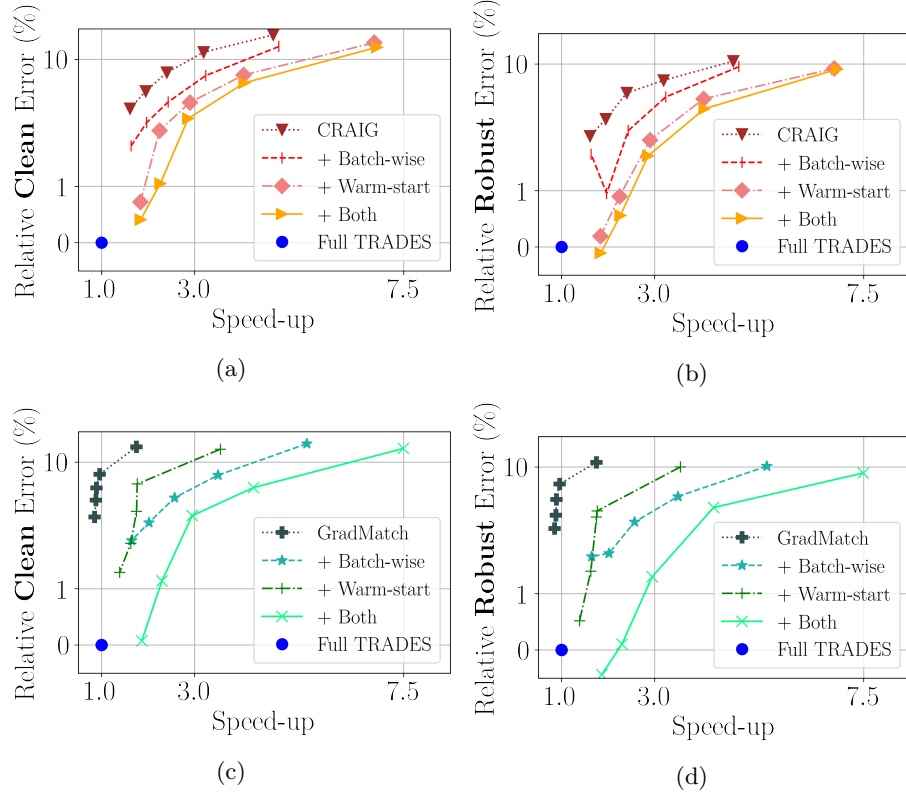 Relative Clean Error (%)
10
1
0
CRAIG
+ Batch-wise
+ Warm-start
+ Both
Full TRADES
1.0 3.0 7.5
Speed-up
(a)
Relative Robust Error (%)
10
1
0
CRAIG
+ Batch-wise
+ Warm-start
+ Both
Full TRADES
1.0 3.0 7.5
Speed-up
(b)
Relative Clean Error (%)
10
1
0
GradMatch
+ Batch-wise
+ Warm-start
+ Both
Full TRADES
1.0 3.0 7.5
Speed-up
(c)
Relative Robust Error (%)
10
1
0
GradMatch
+ Batch-wise
+ Warm-start
+ Both
Full TRADES
1.0 3.0 7.5
Speed-up
(d)